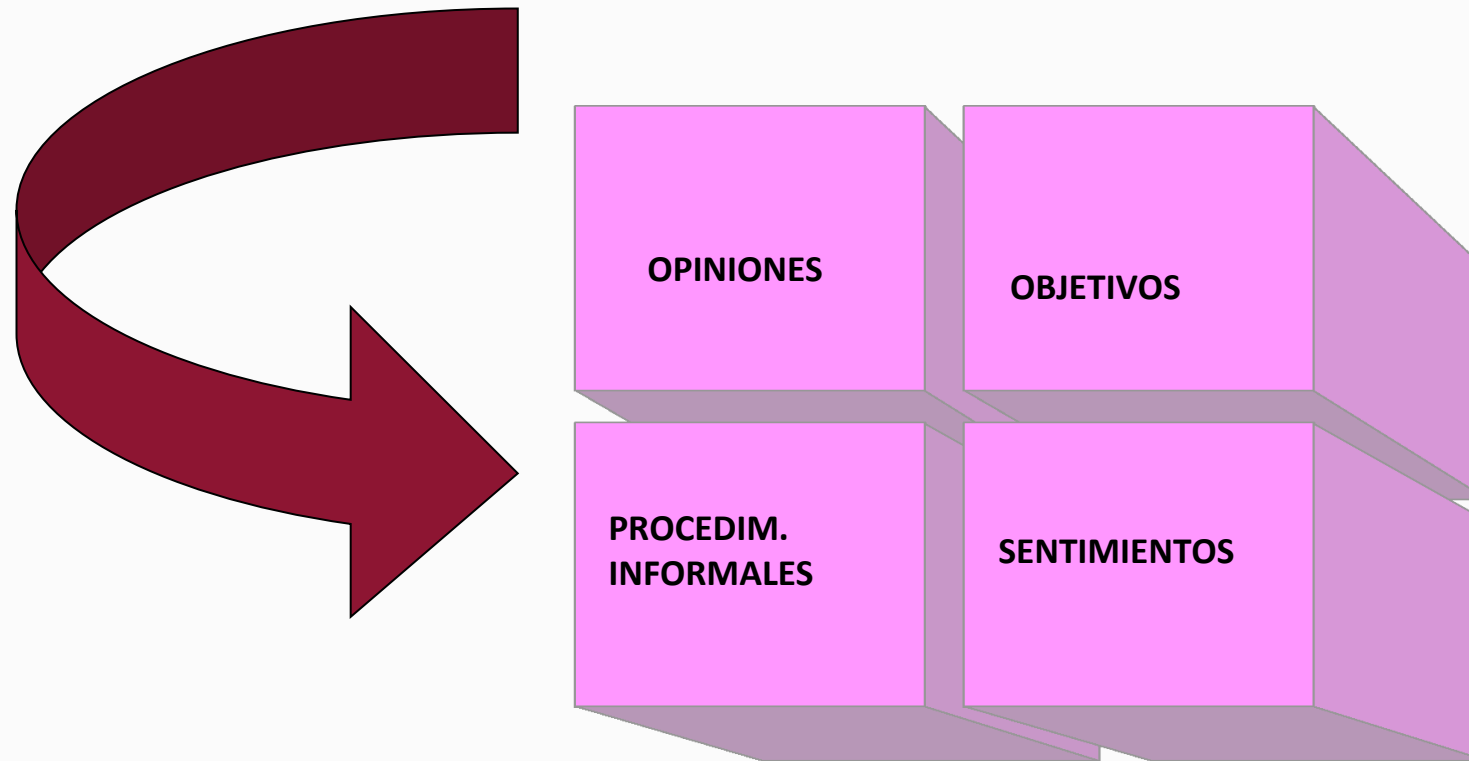 OPINIONES
OBJETIVOS
PROCEDIM.
INFORMALES
SENTIMIENTOS